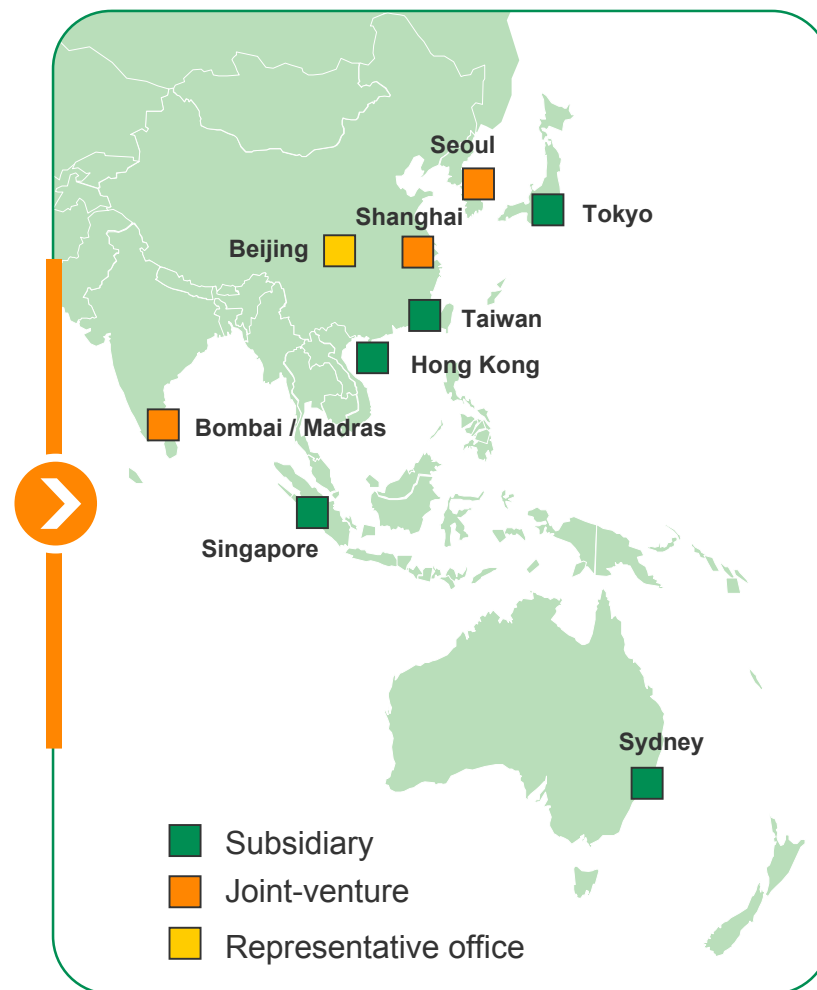 Seoul
Tokyo
Shanghai
Beijing
Taiwan
Hong Kong
Bombai / Madras
Singapore
Sydney
Subsidiary
Joint-venture
Representative office